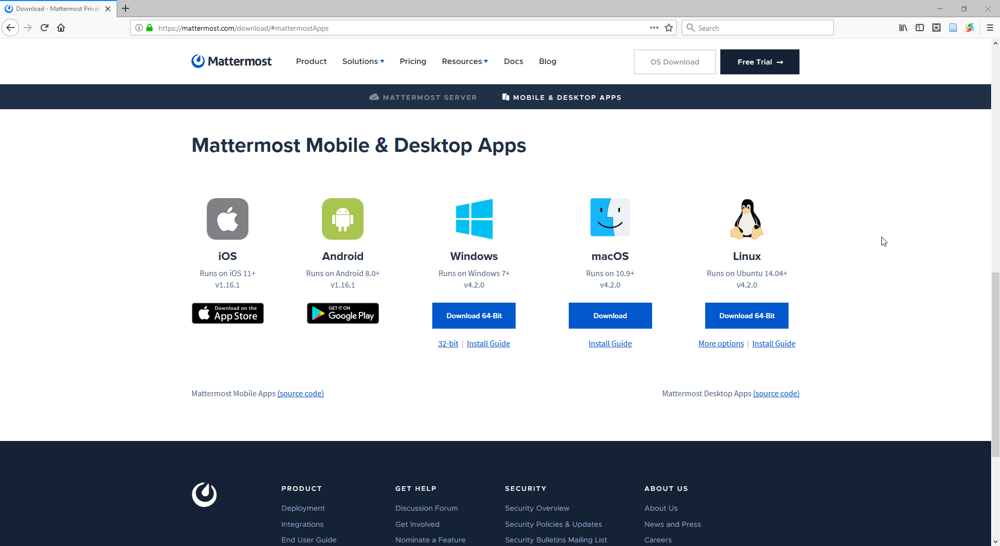 Download - Mattermost Privat
https://mattermost.com/download/#mattermostApps
Search
Mattermost
Product
Solutions
Pricing
Resources
Docs
Blog
OS Download
Free Trial →
MATTERMOST SERVER
MOBILE & DESKTOP APPS
Mattermost Mobile & Desktop Apps
iOS
Runs on iOS 11+
v1.16.1
Download on the
App Store
Android
Runs on Android 8.0+
v1.16.1
GET IT ON
Google Play
Windows
Runs on Windows 7+
v4.2.0
Download 64-Bit
32-bit | Install Guide
macOS
Runs on 10.9+
v4.2.0
Download
Install Guide
Linux
Runs on Ubuntu 14.04+
v4.2.0
Download 64-Bit
More options | Install Guide
Mattermost Mobile Apps (source code)
Mattermost Desktop Apps (source code)
PRODUCT
Deployment
Integrations
End User Guide
GET HELP
Discussion Forum
Get Involved
Nominate a Feature
SECURITY
Security Overview
Security Policies & Updates
Security Bulletins Mailing List
ABOUT US
About Us
News and Press
Careers